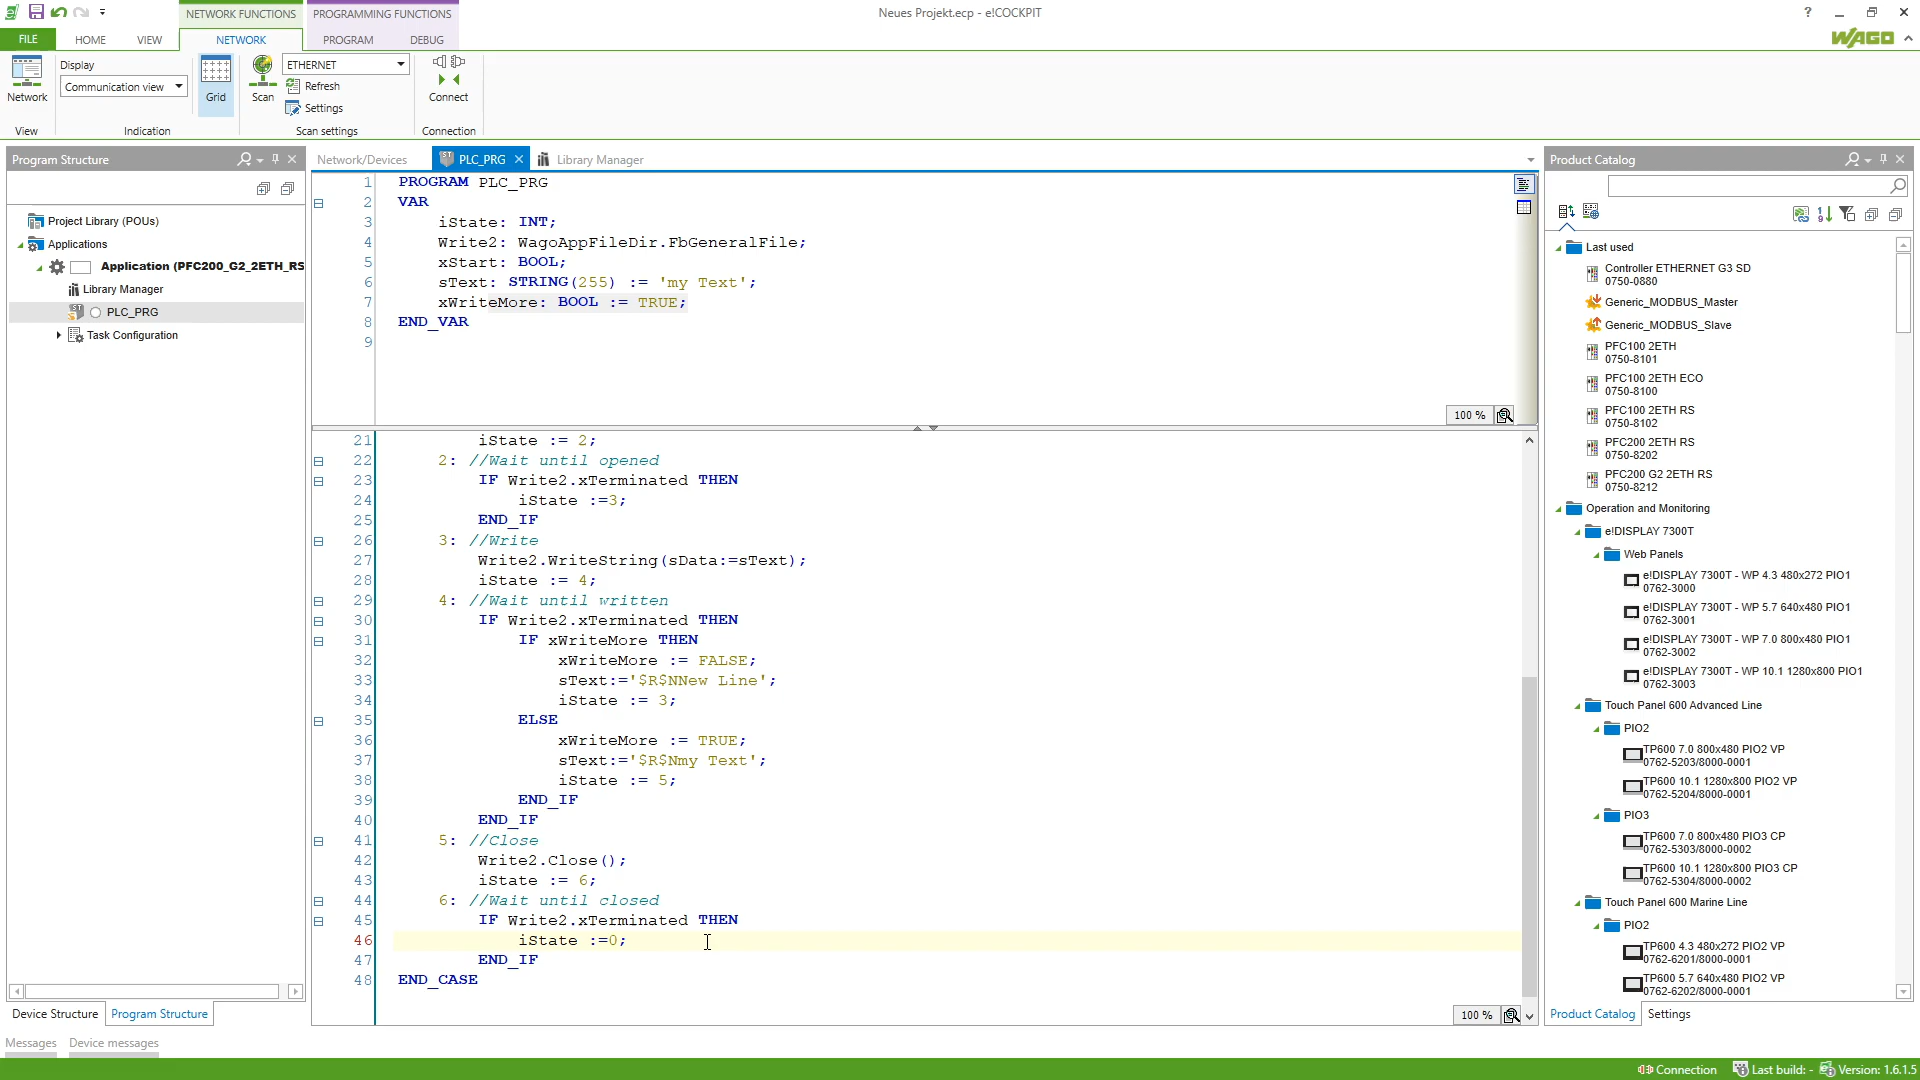 Neues Projekt.ecp - e!COCKPIT
NETWORK FUNCTIONS
PROGRAMMING FUNCTIONS
FILE
HOME
VIEW
NETWORK
PROGRAM
DEBUG
WAGO
Network
View
Display
Communication view
Indication
Grid
Scan
ETHERNET
Refresh
Settings
Scan settings
Connect
Connection
Program Structure
Project Library (POUs)
Applications
Application (PFC200_G2_2ETH_RS
Library Manager
PLC_PRG
Task Configuration
Device Structure
Program Structure
Network/Devices
PLC_PRG
Library Manager
1 PROGRAM PLC_PRG
2 VAR
3 iState: INT;
4 Write2: WagoAppFileDir.FbGeneralFile;
5 xStart: BOOL;
6 sText: STRING(255) := 'my Text';
7 xWriteMore: BOOL := TRUE;
8 END_VAR
9
100 %
21 iState := 2;
22 2: //Wait until opened
23 IF Write2.xTerminated THEN
24 iState :=3;
25 END_IF
26 3: //Write
27 Write2.WriteString(sData:=sText);
28 iState := 4;
29 4: //Wait until written
30 IF Write2.xTerminated THEN
31 IF xWriteMore THEN
32 xWriteMore := FALSE;
33 sText:='$R$NNew Line';
34 iState := 3;
35 ELSE
36 xWriteMore := TRUE;
37 sText:='$R$Nmy Text';
38 iState := 5;
39 END_IF
40 END_IF
41 5: //Close
42 Write2.Close();
43 iState := 6;
44 6: //Wait until closed
45 IF Write2.xTerminated THEN
46 iState :=0;
47 END_IF
48 END_CASE
100 %
Product Catalog
Last used
Controller ETHERNET G3 SD
0750-0880
Generic_MODBUS_Master
Generic_MODBUS_Slave
PFC100 2ETH
0750-8101
PFC100 2ETH ECO
0750-8100
PFC100 2ETH RS
0750-8102
PFC200 2ETH RS
0750-8202
PFC200 G2 2ETH RS
0750-8212
Operation and Monitoring
e!DISPLAY 7300T
Web Panels
e!DISPLAY 7300T - WP 4.3 480x272 PIO1
0762-3000
e!DISPLAY 7300T - WP 5.7 640x480 PIO1
0762-3001
e!DISPLAY 7300T - WP 7.0 800x480 PIO1
0762-3002
e!DISPLAY 7300T - WP 10.1 1280x800 PIO1
0762-3003
Touch Panel 600 Advanced Line
PIO2
TP600 7.0 800x480 PIO2 VP
0762-5203/8000-0001
TP600 10.1 1280x800 PIO2 VP
0762-5204/8000-0001
PIO3
TP600 7.0 800x480 PIO3 CP
0762-5303/8000-0002
TP600 10.1 1280x800 PIO3 CP
0762-5304/8000-0002
Touch Panel 600 Marine Line
PIO2
TP600 4.3 480x272 PIO2 VP
0762-6201/8000-0001
TP600 5.7 640x480 PIO2 VP
0762-6202/8000-0001
Product Catalog
Settings
Messages
Device messages
Connection
Last build: -
Version: 1.6.1.5